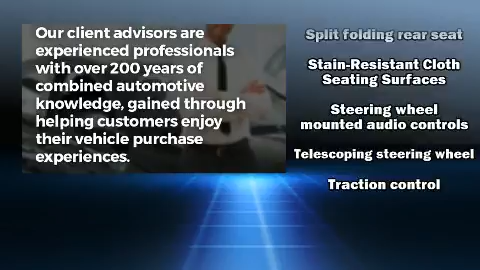 Our client advisors are
experienced professionals
with over 200 years of
combined automotive
knowledge, gained through
helping customers enjoy
their vehicle purchase
experiences.
Split folding rear seat
Stain-Resistant Cloth
Seating Surfaces
Steering wheel
mounted audio controls
Telescoping steering wheel
Traction control